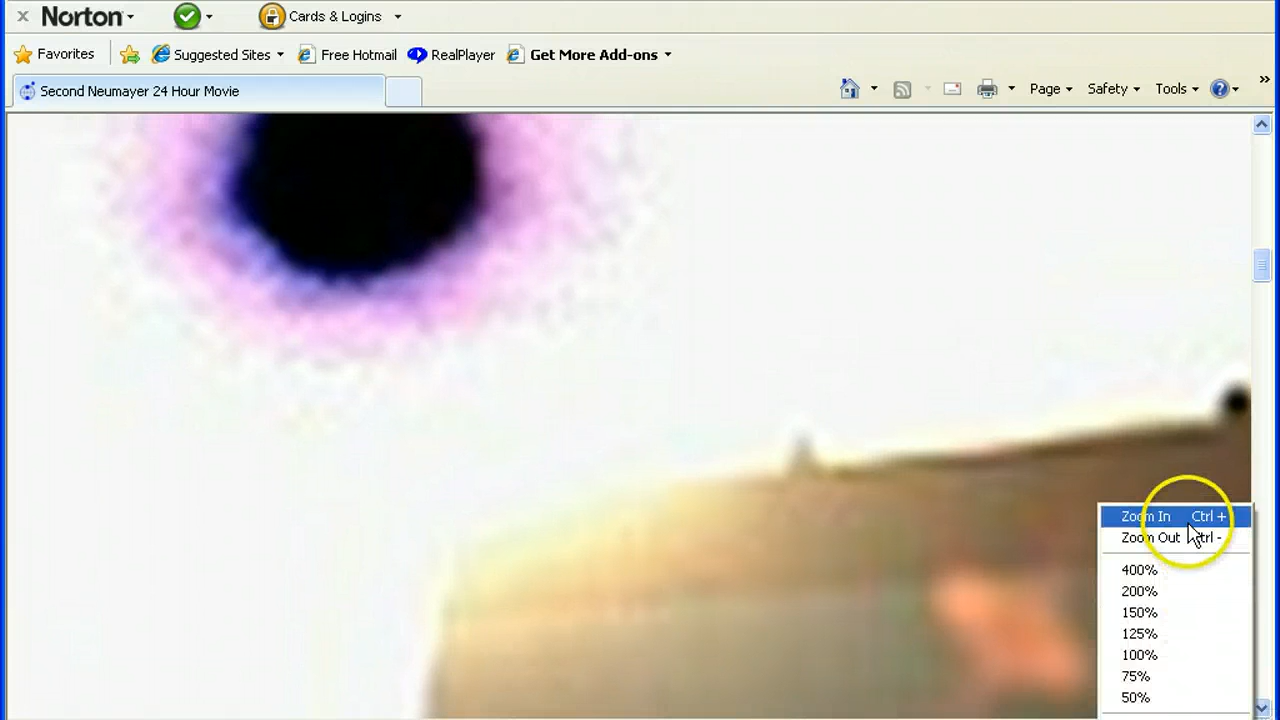 Norton
Cards & Logins
Favorites
Suggested Sites
Free Hotmail
RealPlayer
Get More Add-ons
Second Neumayer 24 Hour Movie
Page
Safety
Tools
Zoom In Ctrl +
Zoom Out Ctrl -
400%
200%
150%
125%
100%
75%
50%